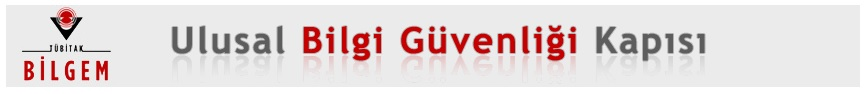 TÜBİTAK
BİLGEM
Ulusal Bilgi Güvenliği Kapısı